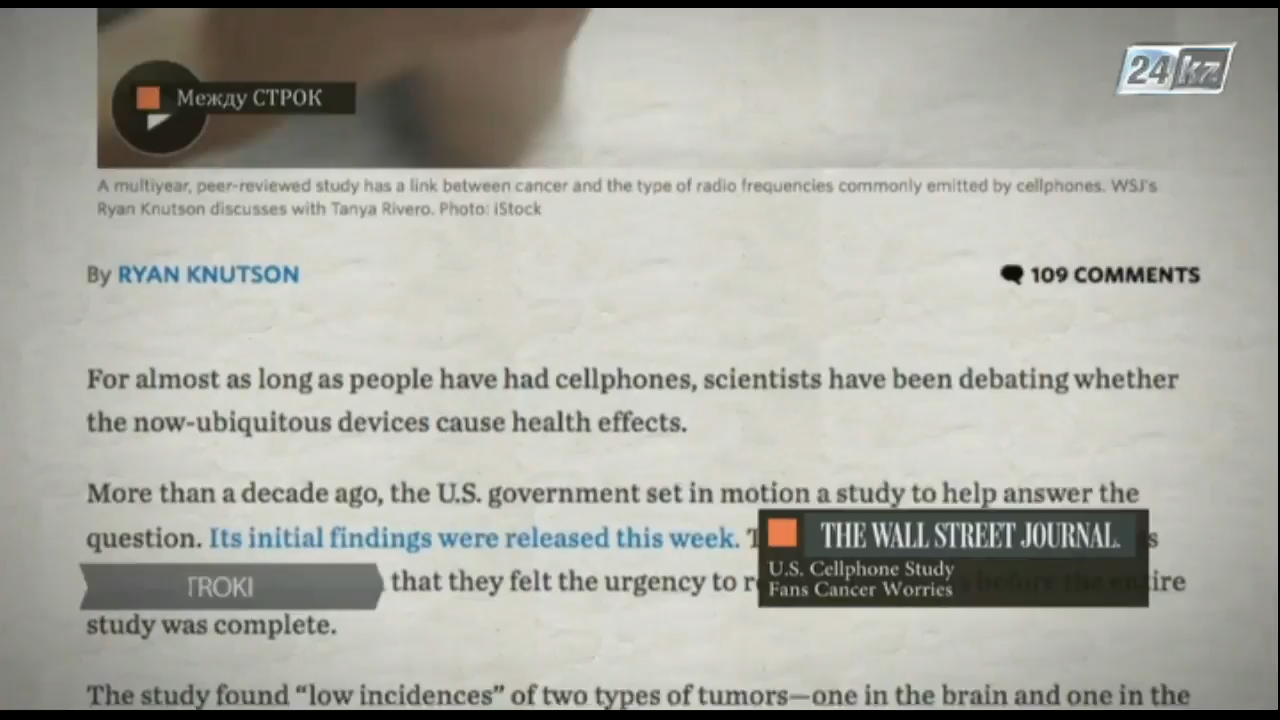 24 kz
Между СТРОК
A multiyear, peer-reviewed study has a link between cancer and the type of radio frequencies commonly emitted by cellphones. WSJ's
Ryan Knutson discusses with Tanya Rivero. Photo: iStock
By RYAN KNUTSON
109 COMMENTS
For almost as long as people have had cellphones, scientists have been debating whether
the now-ubiquitous devices cause health effects.
More than a decade ago, the U.S. government set in motion a study to help answer the
question. Its initial findings were released this week.
THE WALL STREET JOURNAL.
U.S. Cellphone Study
Fans Cancer Worries
TROKI
that they felt the urgency to before the entire
study was complete.
The study found “low incidences” of two types of tumors—one in the brain and one in the